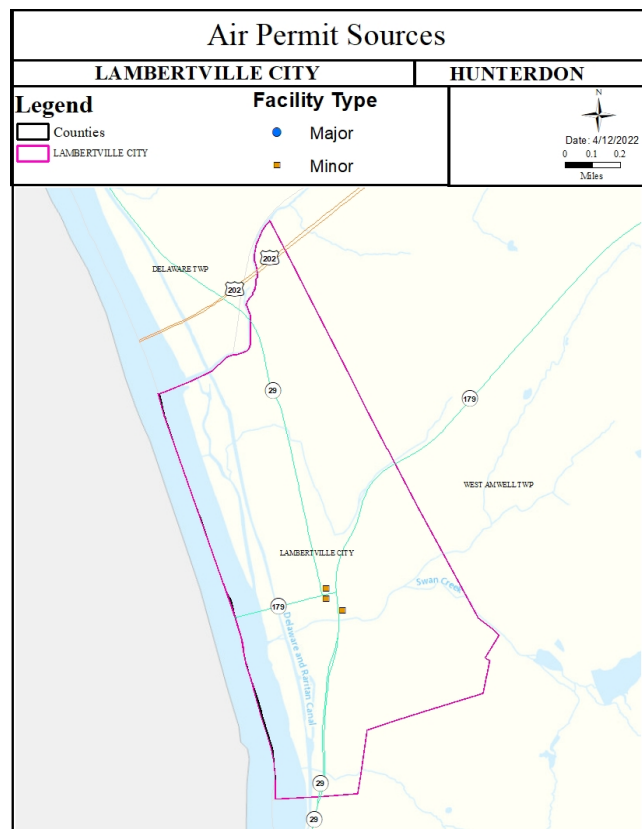 Air Permit Sources
LAMBERTVILLE CITY
HUNTERDON
Legend
Counties
LAMBERTVILLE CITY
Facility Type
Major
Minor
N
Date: 4/12/2022
0 0.1 0.2
Miles
202
DELAWARE TWP
202
29
179
WEST AMWELL TWP
LAMBERTVILLE CITY
Swan Creek
179
Delaware and Raritan Canal
29
29